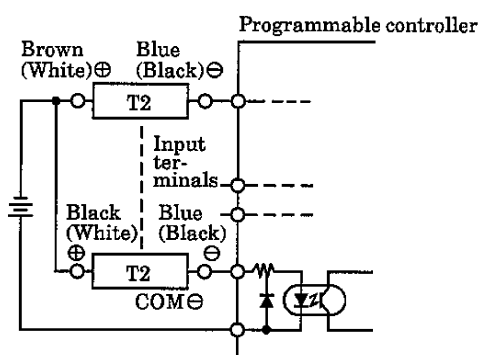 Programmable controller
Brown Blue
(White)⊕ (Black)⊖
T2
Input
ter-
minals
Black Blue
(White) (Black)
⊕ ⊖
T2
COM⊖